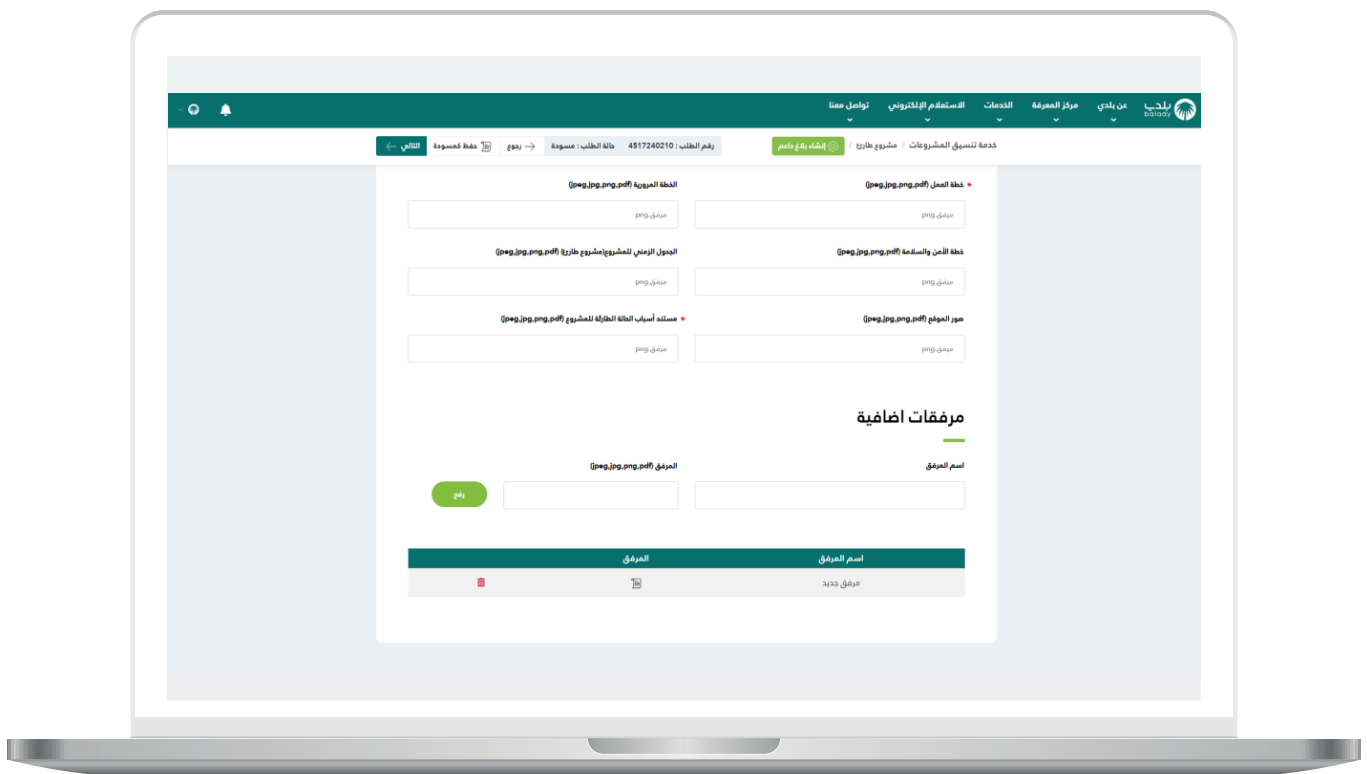 بلدي
balady
عن بلدي
مركز المعرفة
الخدمات
الاستعلام الإلكتروني
تواصل معنا
خدمة تنسيق المشروعات / مشروع طارئ /
إنشاء بلاغ داعم
رقم الطلب : 4517240210
حالة الطلب : مسودة
رجوع
حفظ كمسودة
التالي
* خطة العمل (jpeg,jpg,png,pdf)
الخطة المرورية (jpeg,jpg,png,pdf)
مرفق.png
مرفق.png
خطة الأمن والسلامة (jpeg,jpg,png,pdf)
الجدول الزمني للمشروع(مشروع طارئ) (jpeg,jpg,png,pdf)
مرفق.png
مرفق.png
صور الموقع (jpeg,jpg,png,pdf)
* مستند أسباب الحالة الطارئة للمشروع (jpeg,jpg,png,pdf)
مرفق.png
مرفق.png
مرفقات اضافية
اسم المرفق
المرفق (jpeg,jpg,png,pdf)
رفع
اسم المرفق
المرفق
مرفق جديد